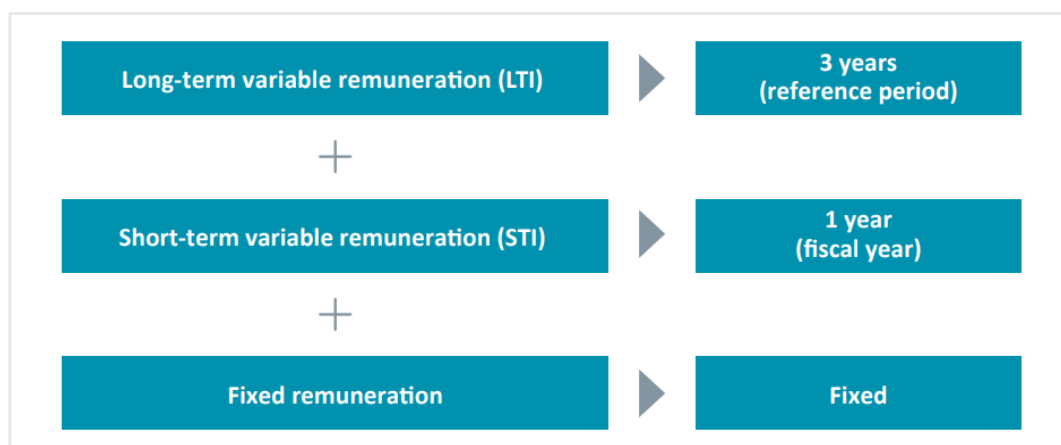 Long-term variable remuneration (LTI)
3 years
(reference period)
+
Short-term variable remuneration (STI)
1 year
(fiscal year)
+
Fixed remuneration
Fixed